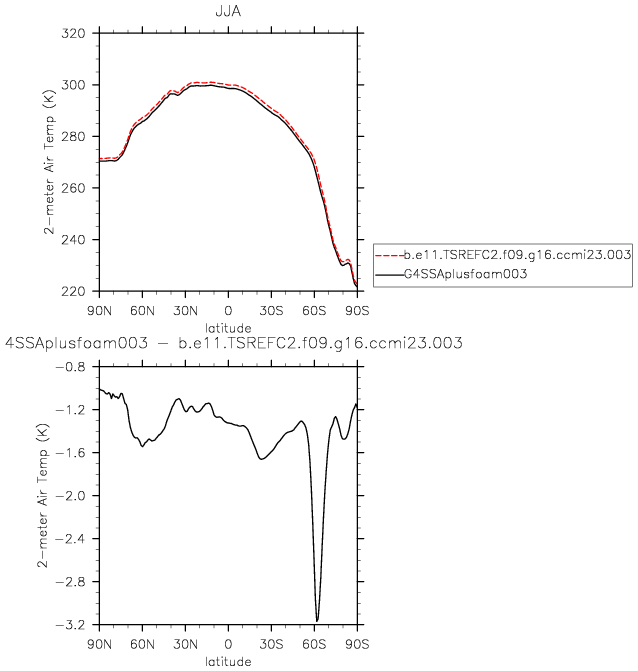 JJA
320
300
280
260
240
220
2-meter Air Temp (K)
90N 60N 30N 0 30S 60S 90S
latitude
b.e11.TSREFC2.f09.g16.ccmi23.003
G4SSAplusfoam003
4SSAplusfoam003 - b.e11.TSREFC2.f09.g16.ccmi23.003
-0.8
-1.2
-1.6
-2.0
-2.4
-2.8
-3.2
2-meter Air Temp (K)
90N 60N 30N 0 30S 60S 90S
latitude